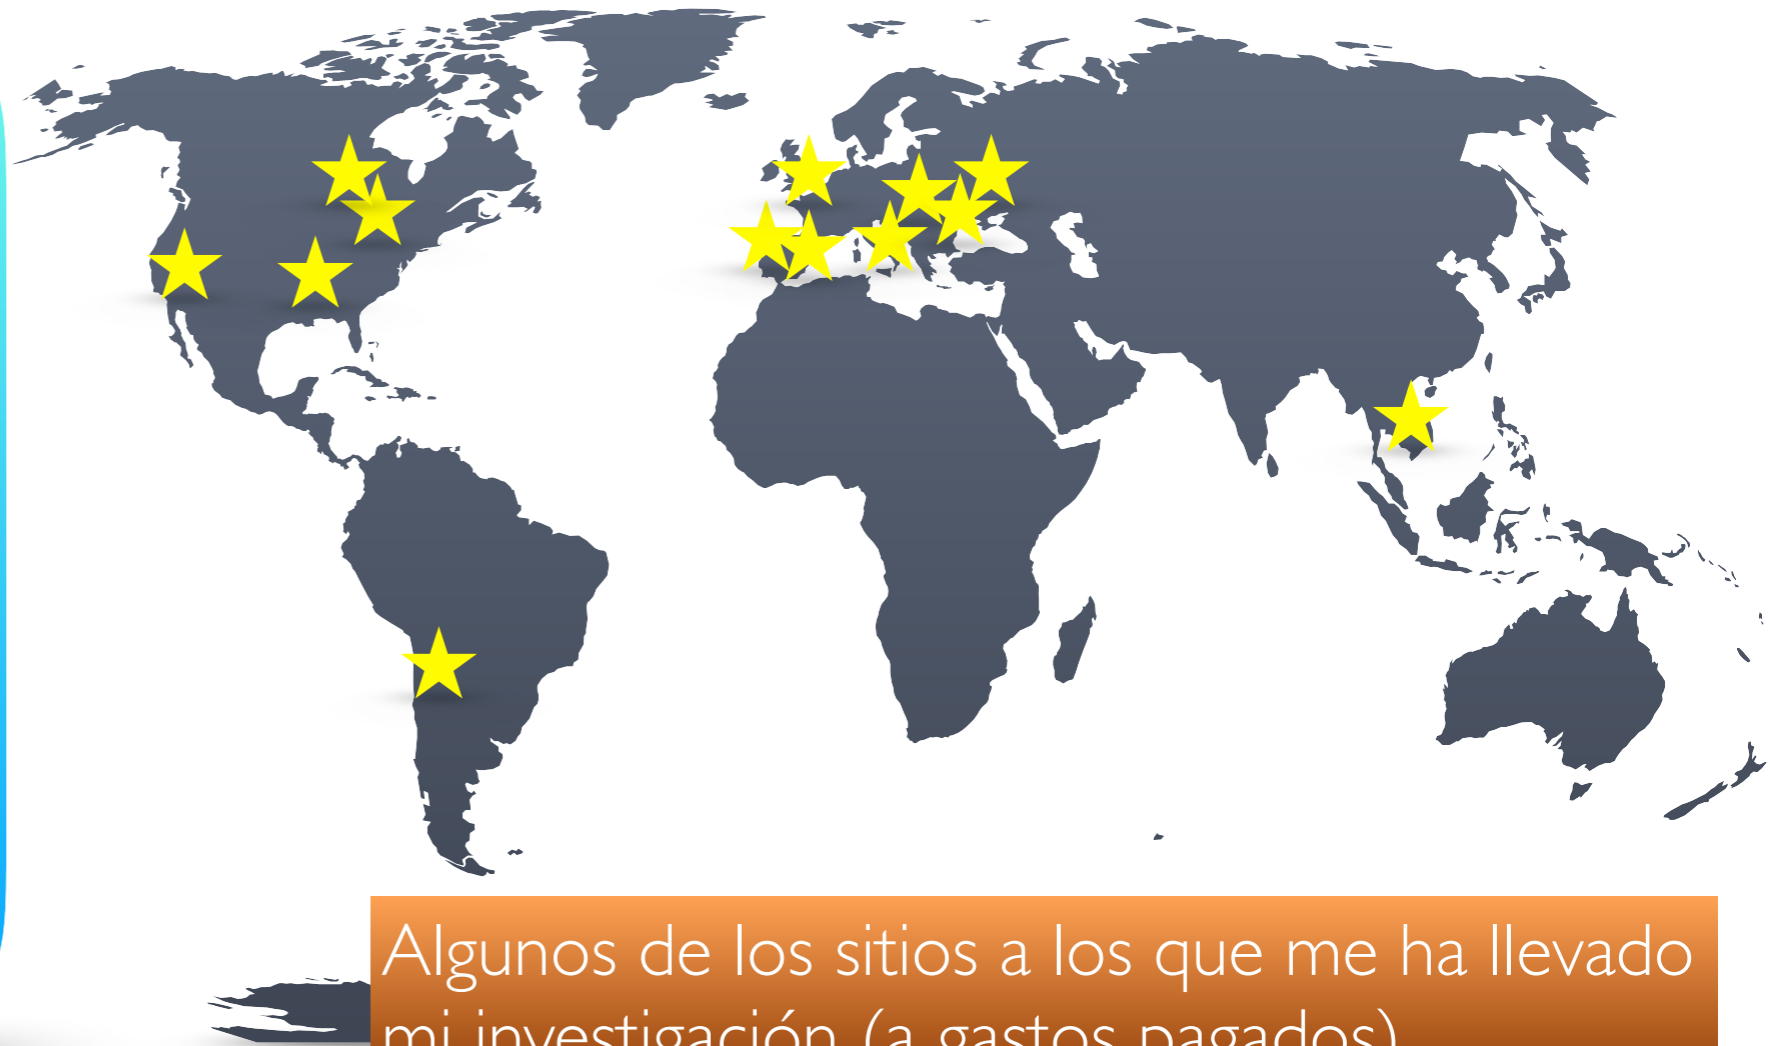 Algunos de los sitios a los que me ha llevado
mi investigación (a gastos pagados)